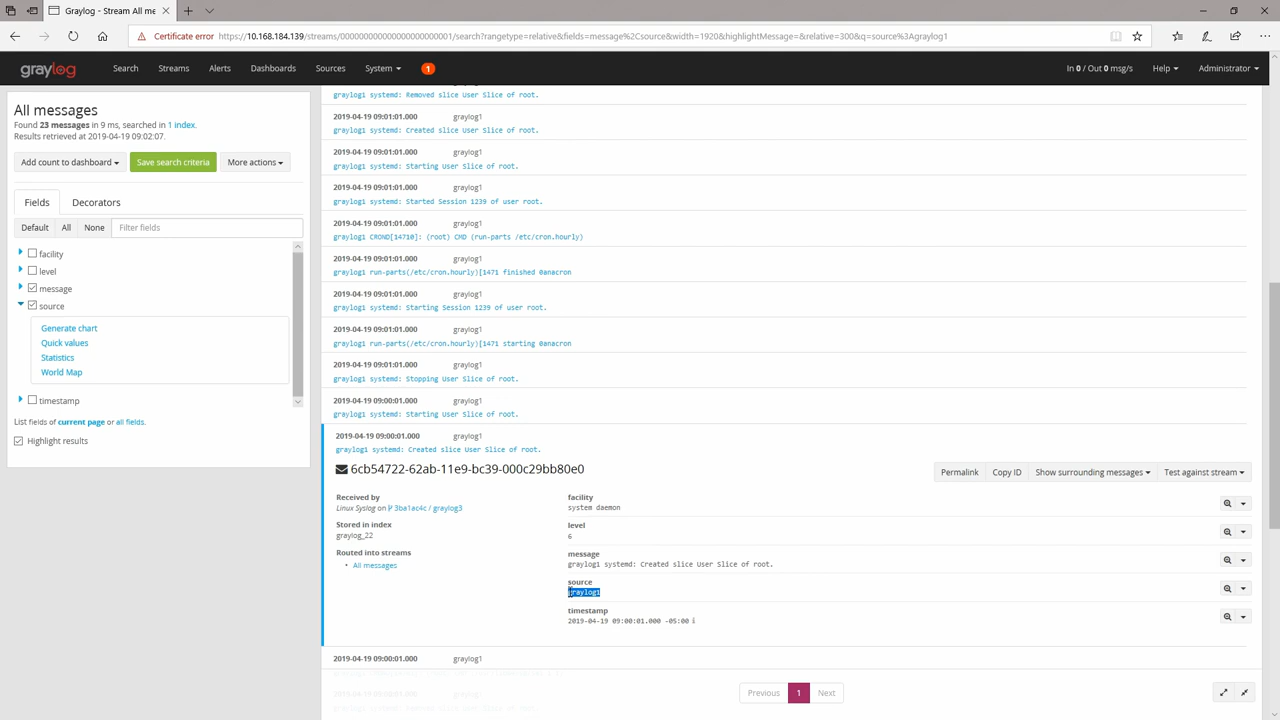 Graylog - Stream All me
Certificate error https://10.168.184.139/streams/000000000000000000000001/search?rangetype=relative&fields=message%2Csource&width=1920&highlightMessage=&relative=300&q=source%3Agraylog1
graylog Search Streams Alerts Dashboards Sources System 1 In 0 / Out 0 msg/s Help Administrator
All messages
Found 23 messages in 9 ms, searched in 1 index.
Results retrieved at 2019-04-19 09:02:07.
Add count to dashboard Save search criteria More actions
Fields Decorators
Default All None Filter fields
facility
level
message
source
Generate chart
Quick values
Statistics
World Map
timestamp
List fields of current page or all fields.
Highlight results
graylog1 systemd: Removed slice User Slice of root.
2019-04-19 09:01:01.000 graylog1
graylog1 systemd: Created slice User Slice of root.
2019-04-19 09:01:01.000 graylog1
graylog1 systemd: Starting User Slice of root.
2019-04-19 09:01:01.000 graylog1
graylog1 systemd: Started Session 1239 of user root.
2019-04-19 09:01:01.000 graylog1
graylog1 CROND[14710]: (root) CMD (run-parts /etc/cron.hourly)
2019-04-19 09:01:01.000 graylog1
graylog1 run-parts(/etc/cron.hourly)[1471 finished 0anacron
2019-04-19 09:01:01.000 graylog1
graylog1 systemd: Starting Session 1239 of user root.
2019-04-19 09:01:01.000 graylog1
graylog1 run-parts(/etc/cron.hourly)[1471 starting 0anacron
2019-04-19 09:01:01.000 graylog1
graylog1 systemd: Stopping User Slice of root.
2019-04-19 09:00:01.000 graylog1
graylog1 systemd: Starting User Slice of root.
2019-04-19 09:00:01.000 graylog1
graylog1 systemd: Created slice User Slice of root.
6cb54722-62ab-11e9-bc39-000c29bb80e0
Permalink Copy ID Show surrounding messages Test against stream
Received by
Linux Syslog on 3ba1ac4c / graylog3
Stored in index
graylog_22
Routed into streams
• All messages
facility
system daemon
level
6
message
graylog1 systemd: Created slice User Slice of root.
source
graylog1
timestamp
2019-04-19 09:00:01.000 -05:00
2019-04-19 09:00:01.000 graylog1
Previous 1 Next